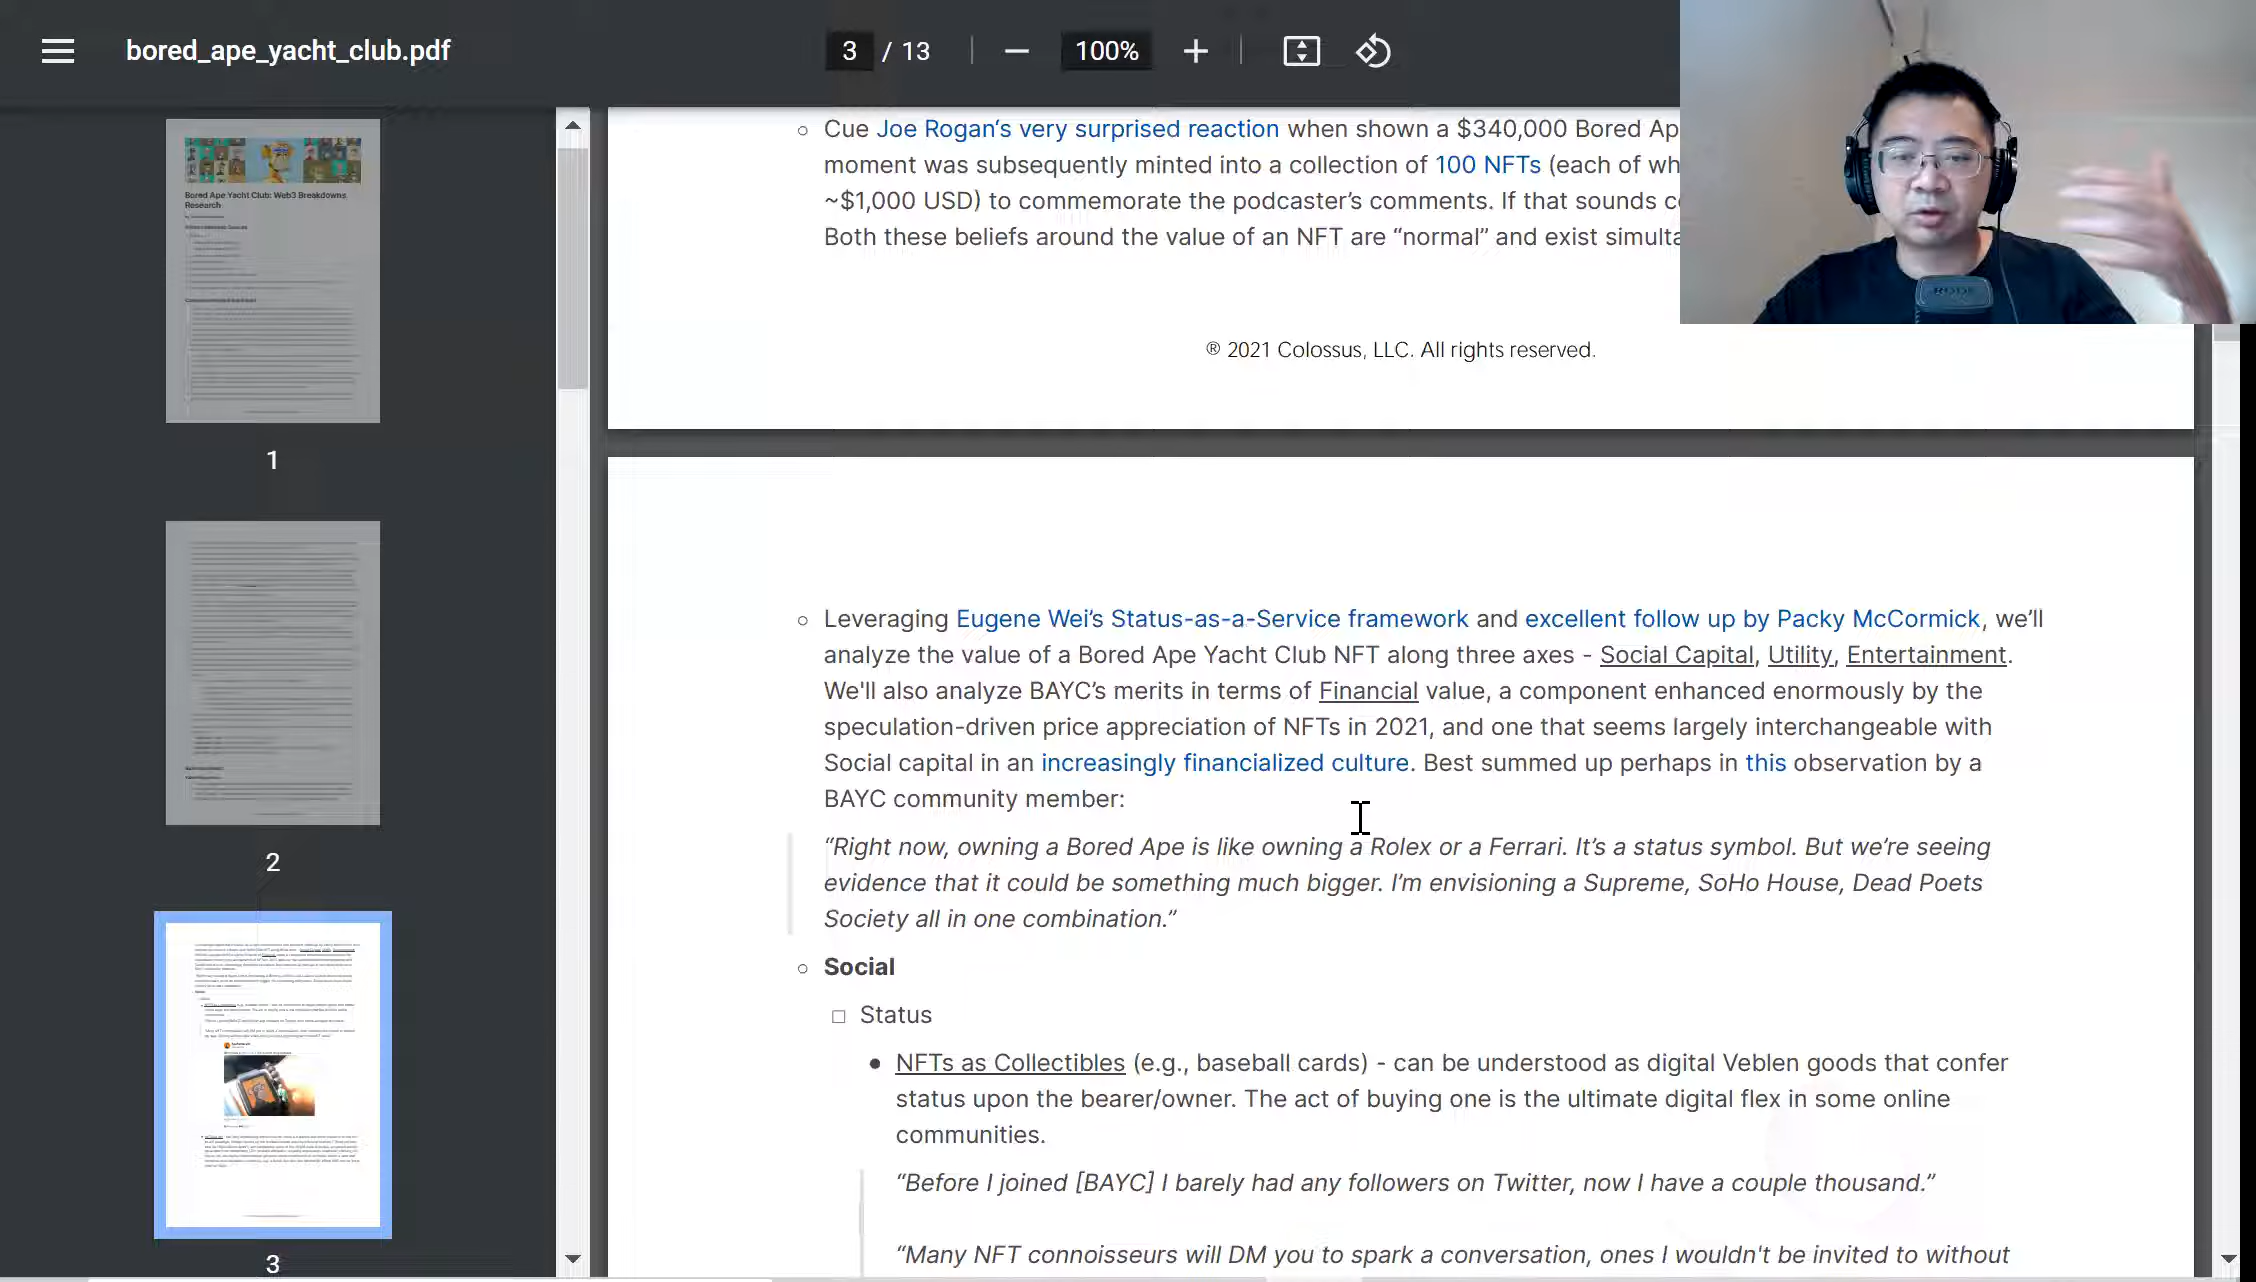 bored_ape_yacht_club.pdf
3 / 13
100%
Bored Ape Yacht Club: Web3 Breakdowns
Research
1
2
3
Cue Joe Rogan’s very surprised reaction when shown a $340,000 Bored Ap
moment was subsequently minted into a collection of 100 NFTs (each of wh
~$1,000 USD) to commemorate the podcaster’s comments. If that sounds c
Both these beliefs around the value of an NFT are “normal” and exist simulta
® 2021 Colossus, LLC. All rights reserved.
RODE
Leveraging Eugene Wei’s Status-as-a-Service framework and excellent follow up by Packy McCormick, we’ll
analyze the value of a Bored Ape Yacht Club NFT along three axes - Social Capital, Utility, Entertainment.
We'll also analyze BAYC’s merits in terms of Financial value, a component enhanced enormously by the
speculation-driven price appreciation of NFTs in 2021, and one that seems largely interchangeable with
Social capital in an increasingly financialized culture. Best summed up perhaps in this observation by a
BAYC community member:
“Right now, owning a Bored Ape is like owning a Rolex or a Ferrari. It’s a status symbol. But we’re seeing
evidence that it could be something much bigger. I’m envisioning a Supreme, SoHo House, Dead Poets
Society all in one combination.”
Social
Status
NFTs as Collectibles (e.g., baseball cards) - can be understood as digital Veblen goods that confer
status upon the bearer/owner. The act of buying one is the ultimate digital flex in some online
communities.
“Before I joined [BAYC] I barely had any followers on Twitter, now I have a couple thousand.”
“Many NFT connoisseurs will DM you to spark a conversation, ones I wouldn't be invited to without